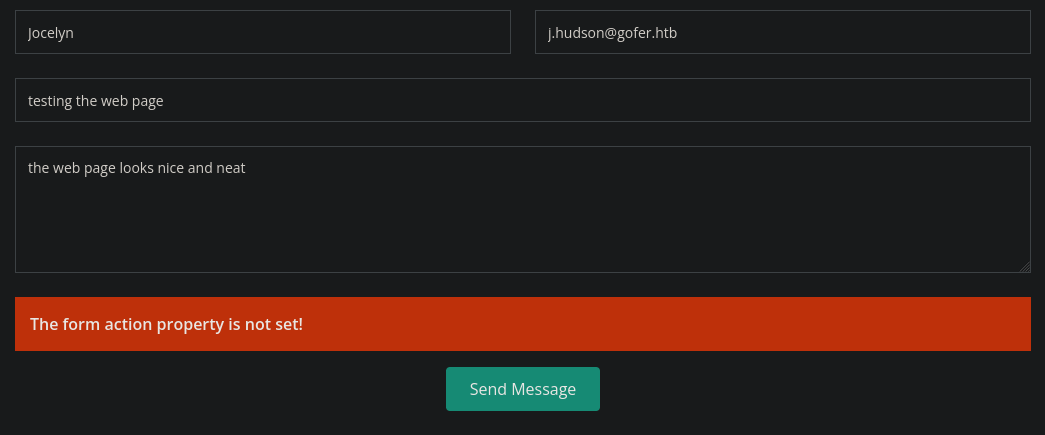 Jocelyn
j.hudson@gofer.htb
testing the web page
the web page looks nice and neat
The form action property is not set!
Send Message